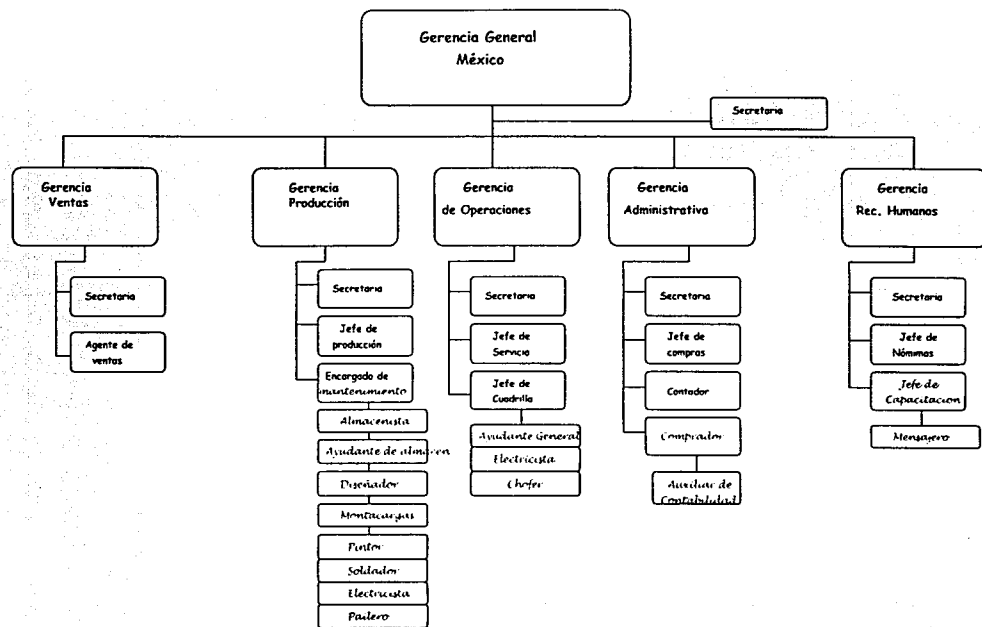 Gerencia General
México
Secretaria
Gerencia
Ventas
Secretaria
Agente de
ventas
Gerencia
Producción
Secretaria
Jefe de
producción
Encargado de
mantenimiento
Almacenista
Ayudante de almacen
Diseñador
Montacargas
Pintor
Soldador
Electricista
Pailero
Gerencia
de Operaciones
Secretaria
Jefe de
Servicio
Jefe de
Cuadrilla
Ayudante General
Electricista
Chofer
Gerencia
Administrativa
Secretaria
Jefe de
compras
Contador
Comprador
Auxiliar de
Contabilidad
Gerencia
Rec. Humanos
Secretaria
Jefe de
Nóminas
Jefe de
Capacitacion
Mensajero